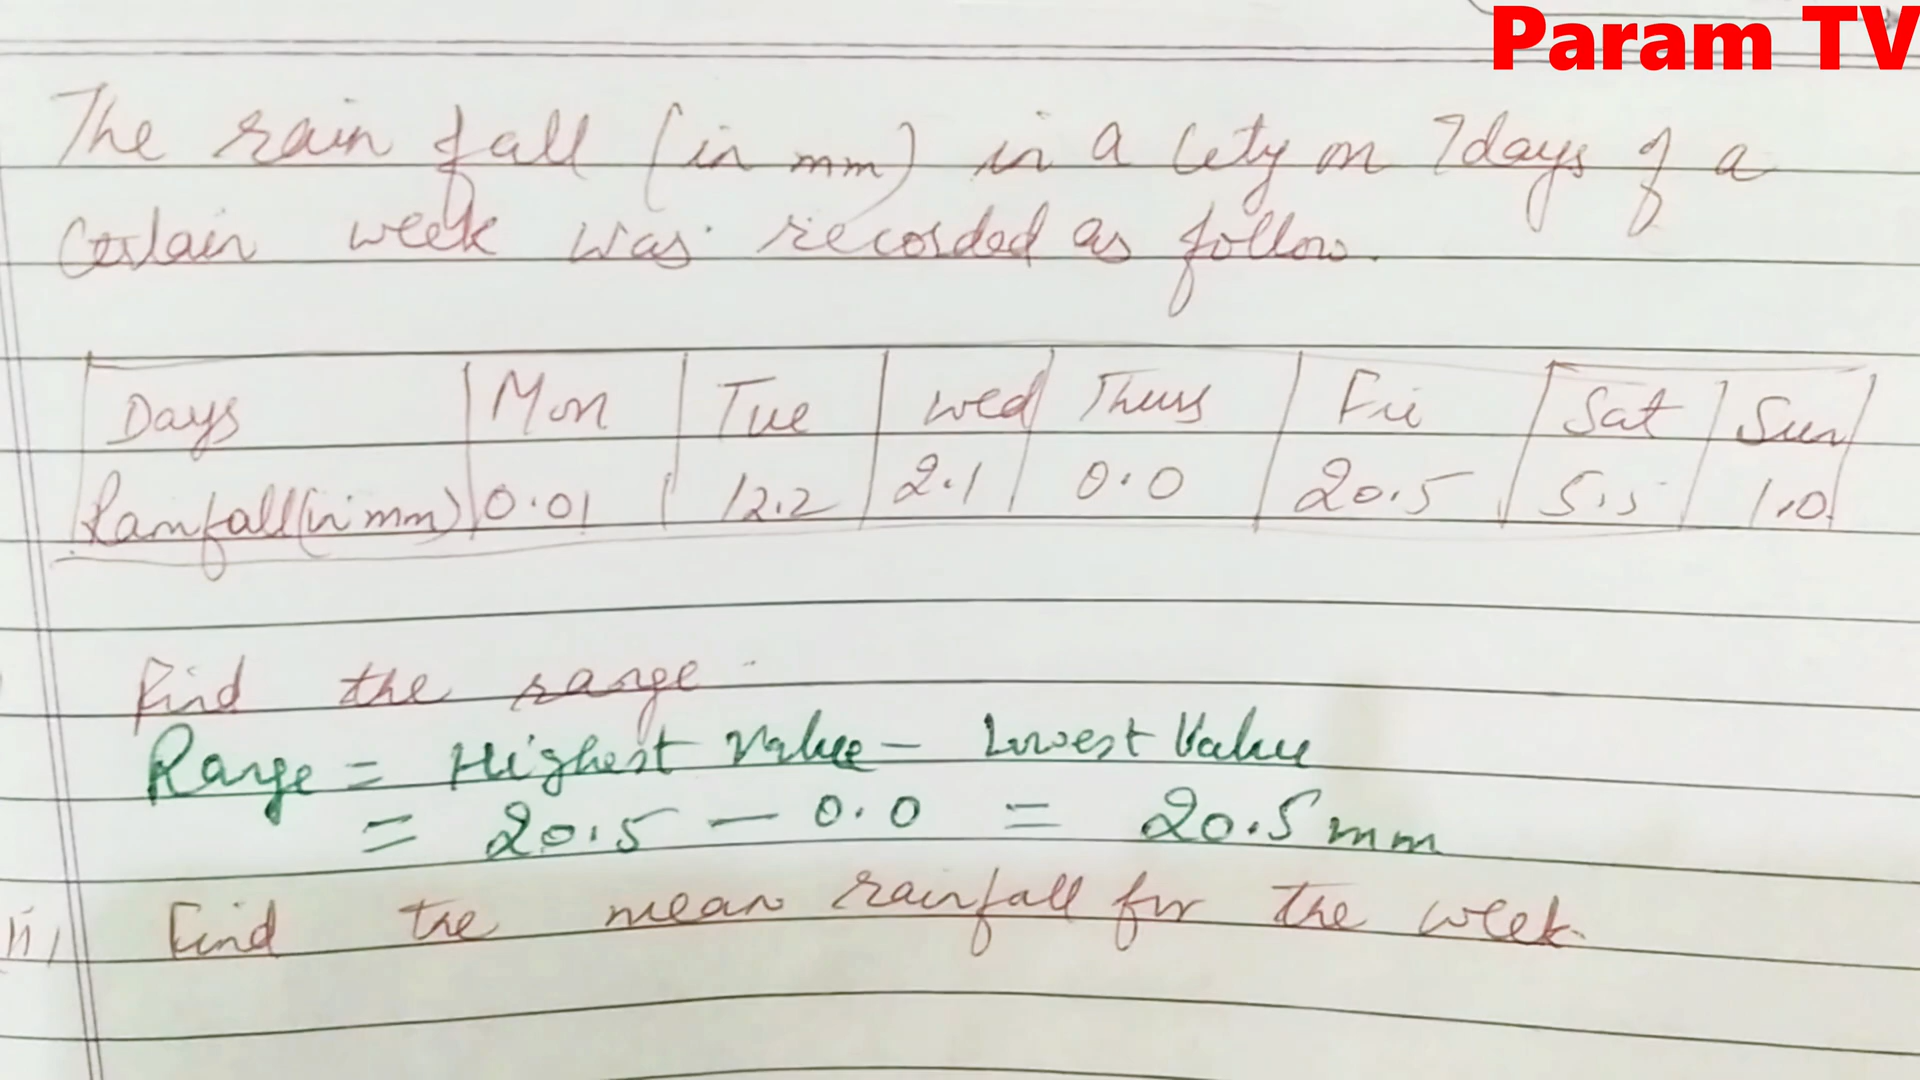 Param TV
The rain fall (in mm) in a City on 7 days of a
Certain week was recorded as follow.
Days Mon Tue wed Thurs Fri Sat Sun
Rainfall (in mm) 0.01 12.2 2.1 0.0 20.5 5.5 1.0
Find the range.
Range = Highest Value - Lowest Value
= 20.5 - 0.0 = 20.5 mm
ii) Find the mean rainfall for the week.